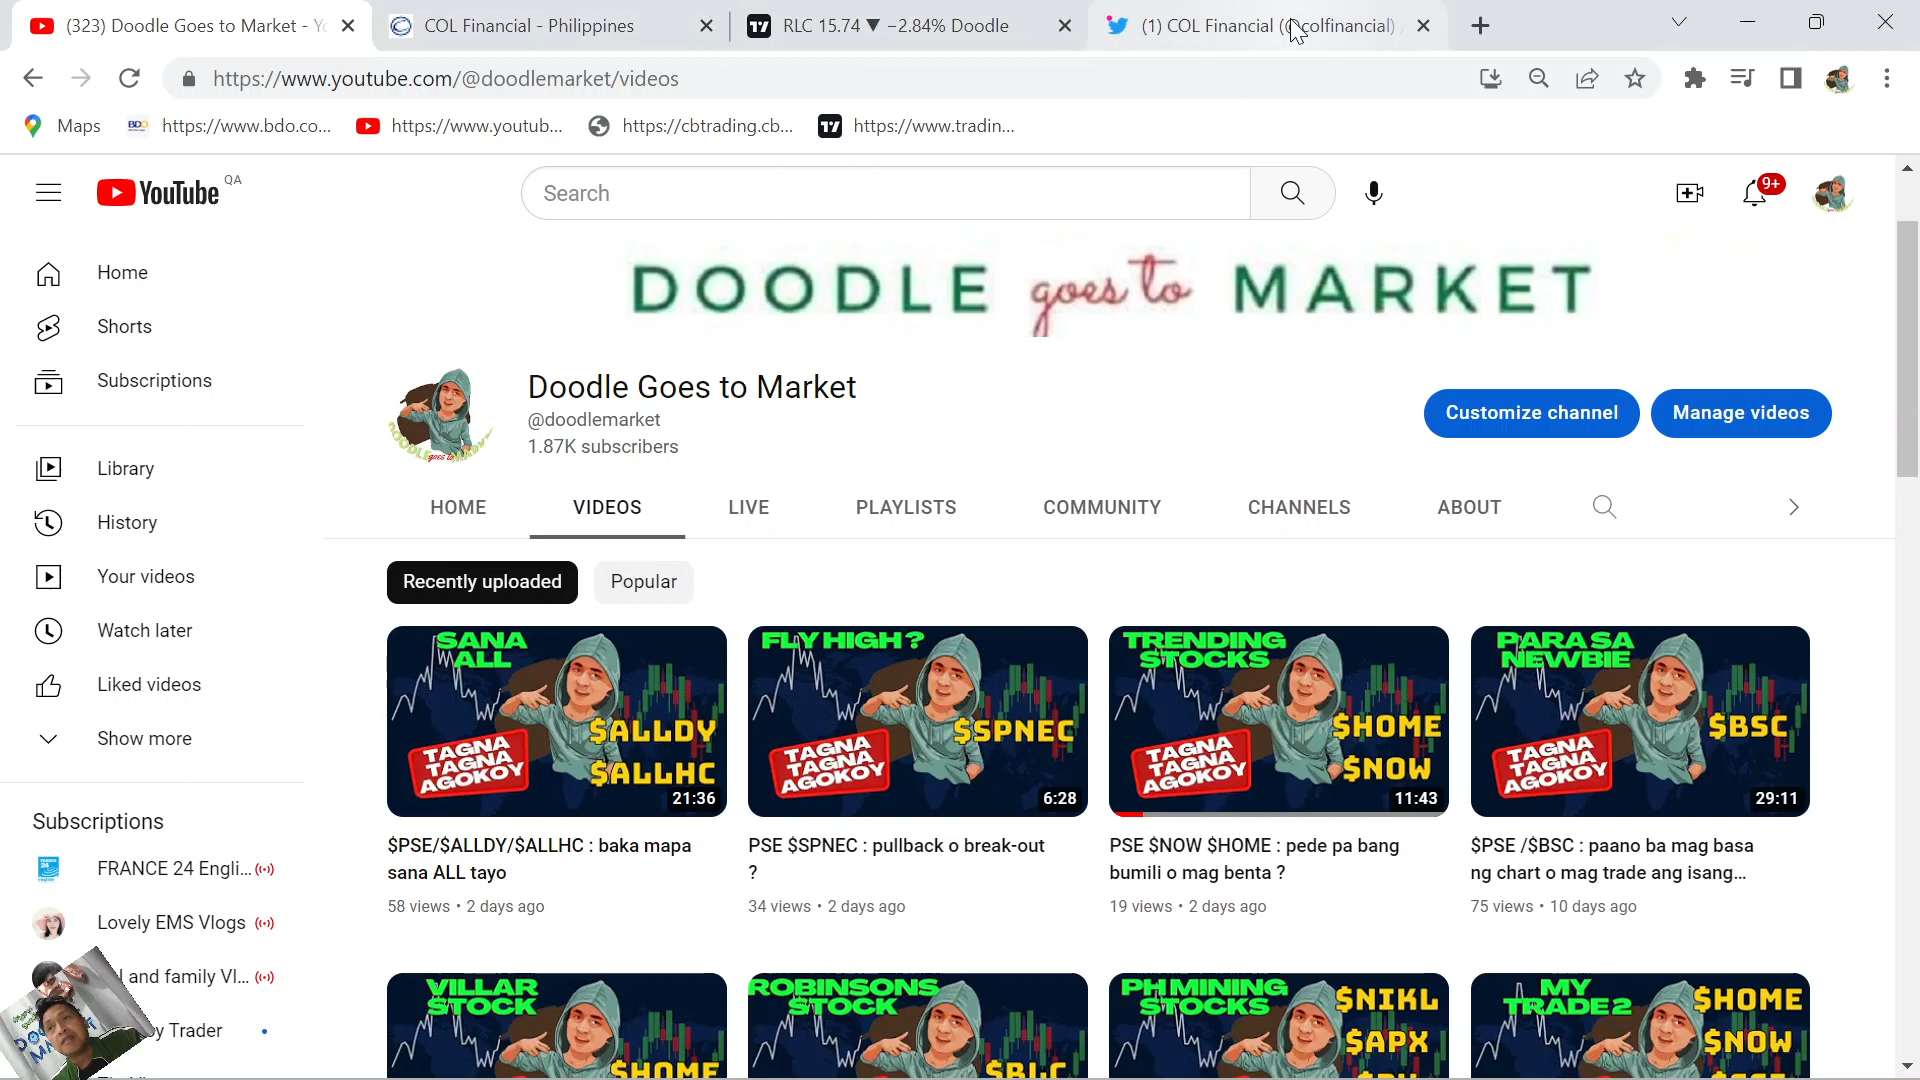 (323) Doodle Goes to Market - Yo
COL Financial - Philippines
RLC 15.74 ▼ −2.84% Doodle
(1) COL Financial (@colfinancial)
https://www.youtube.com/@doodlemarket/videos
Maps
BDO
https://www.bdo.co...
https://www.youtub...
https://cbtrading.cb...
https://www.tradin...
YouTube QA
Search
9+
DOODLE goes to MARKET
Home
Shorts
Subscriptions
Library
History
Your videos
Watch later
Liked videos
Show more
Subscriptions
FRANCE 24 Engli...
Lovely EMS Vlogs
and family Vl...
y Trader
Doodle Goes to Market
@doodlemarket
1.87K subscribers
Customize channel
Manage videos
HOME
VIDEOS
LIVE
PLAYLISTS
COMMUNITY
CHANNELS
ABOUT
Recently uploaded
Popular
SANA
ALL
$ALLDY
$ALLHC
TAGNA
TAGNA
AGOKOY
21:36
FLY HIGH ?
$SPNEC
TAGNA
TAGNA
AGOKOY
6:28
TRENDING
STOCKS
$HOME
$NOW
TAGNA
TAGNA
AGOKOY
11:43
PARA SA
NEWBIE
$BSC
TAGNA
TAGNA
AGOKOY
29:11
$PSE/$ALLDY/$ALLHC : baka mapa
sana ALL tayo
58 views • 2 days ago
PSE $SPNEC : pullback o break-out
?
34 views • 2 days ago
PSE $NOW $HOME : pede pa bang
bumili o mag benta ?
19 views • 2 days ago
$PSE /$BSC : paano ba mag basa
ng chart o mag trade ang isang...
75 views • 10 days ago
VILLAR
STOCK
$HOME
ROBINSONS
STOCK
$RLC
PH MINING
STOCKS
$NIKL
$APX
MY
TRADE2
$HOME
$NOW